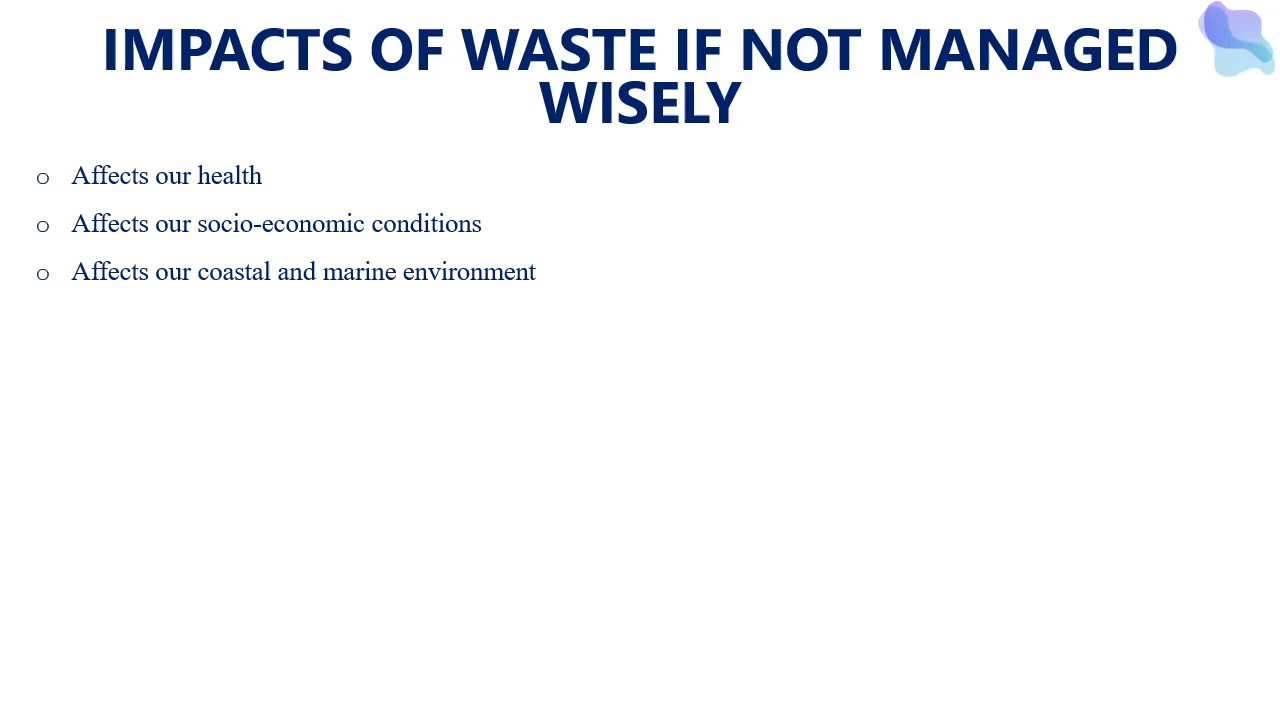 IMPACTS OF WASTE IF NOT MANAGED
WISELY
o Affects our health
o Affects our socio-economic conditions
o Affects our coastal and marine environment